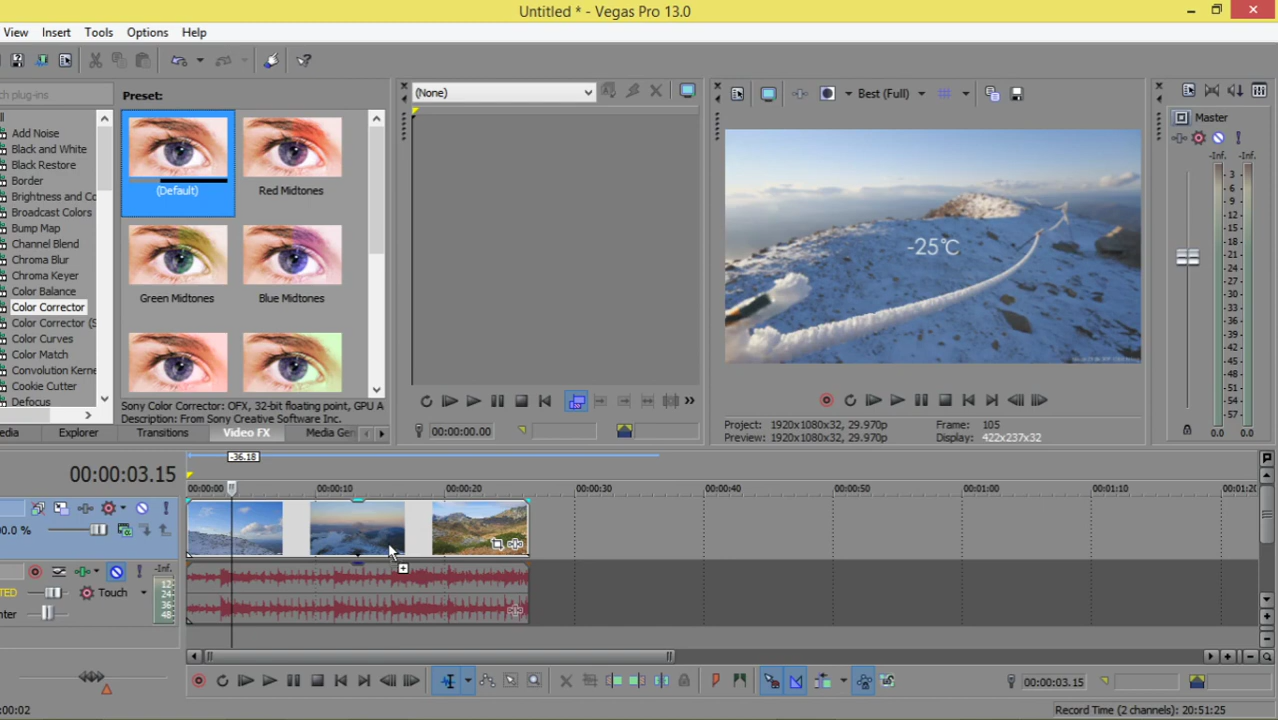 Untitled * - Vegas Pro 13.0
View Insert Tools Options Help
ch plug-ins
ll
Add Noise
Black and White
Black Restore
Border
Brightness and Co
Broadcast Colors
Bump Map
Channel Blend
Chroma Blur
Chroma Keyer
Color Balance
Color Corrector
Color Corrector (S
Color Curves
Color Match
Convolution Kerne
Cookie Cutter
Defocus
Preset:
(Default)
Red Midtones
Green Midtones
Blue Midtones
Sony Color Corrector: OFX, 32-bit floating point, GPU A
Description: From Sony Creative Software Inc.
edia Explorer Transitions Video FX Media Gen
(None)
00:00:00.00
Best (Full)
-25℃
Project: 1920x1080x32, 29.970p
Preview: 1920x1080x32, 29.970p
Frame: 105
Display: 422x237x32
Master
-Inf. -Inf.
3
6
9
12
15
18
21
24
27
30
33
36
39
42
45
48
51
54
57
0.0 0.0
00:00:03.15
-36.18
00:00:00 00:00:10 00:00:20 00:00:30 00:00:40 00:00:50 00:01:00 00:01:10 00:01:20
0.0 %
-Inf.
12
24
36
48
TED
Touch
nter
00:00:03.15
:00:02
Record Time (2 channels): 20:51:25